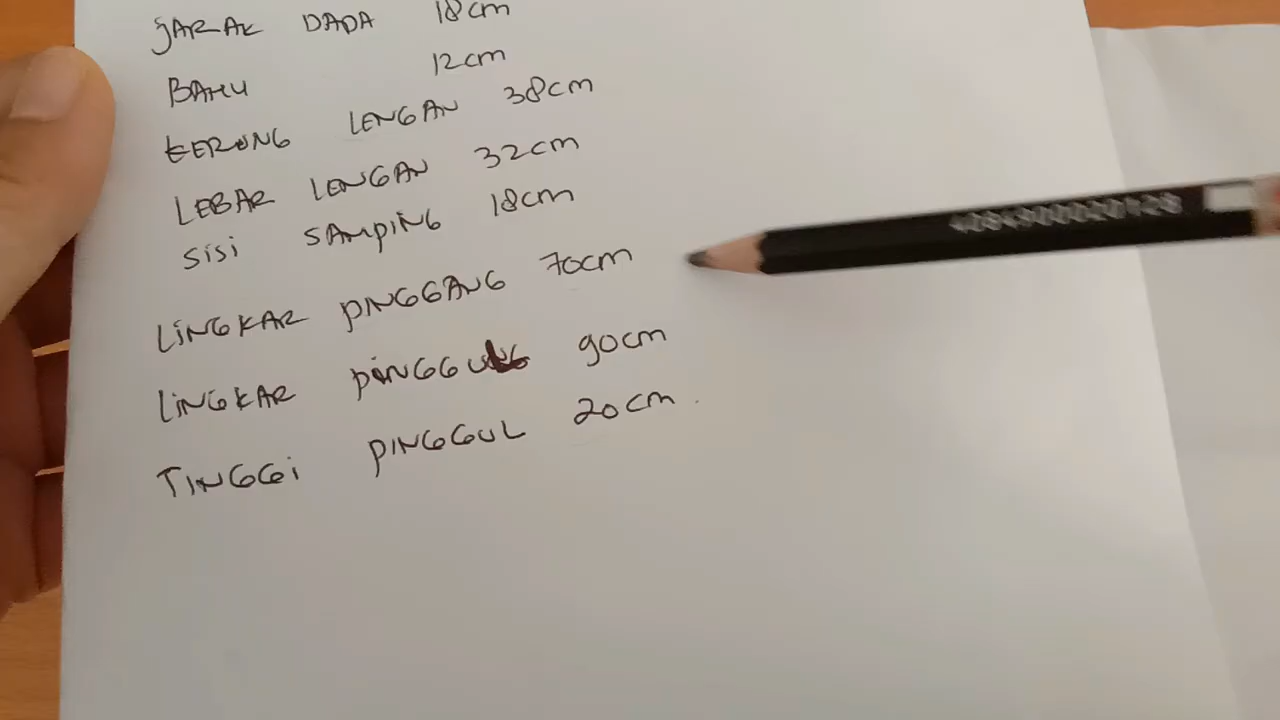 JARAK DADA 18cm
BAHU 12cm
KERUNG LENGAN 38cm
LEBAR LENGAN 32cm
SISI SAMPING 18cm
LINGKAR PINGGANG 70cm
LINGKAR PINGGUL 90cm
TINGGI PINGGUL 20cm